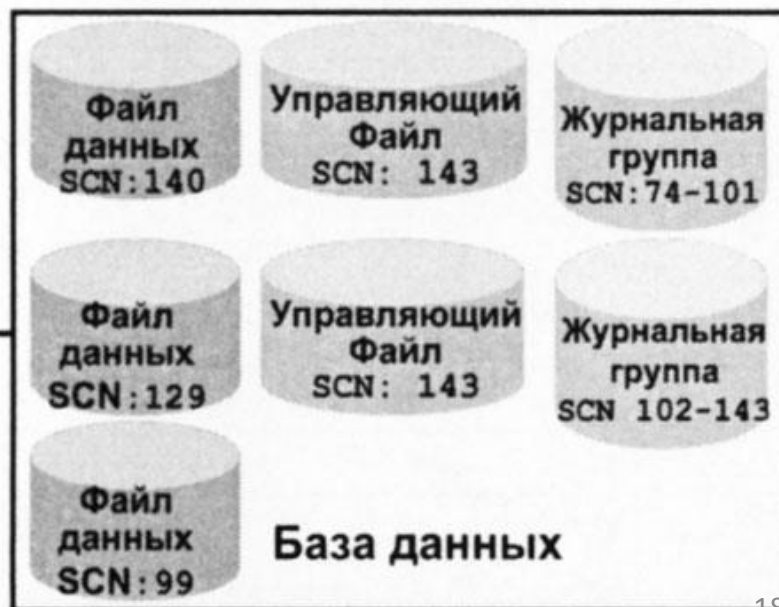 Файл
данных
SCN:140
Управляющий
Файл
SCN: 143
Журнальная
группа
SCN:74-101
Файл
данных
SCN:129
Управляющий
Файл
SCN: 143
Журнальная
группа
SCN 102-143
Файл
данных
SCN:99
База данных